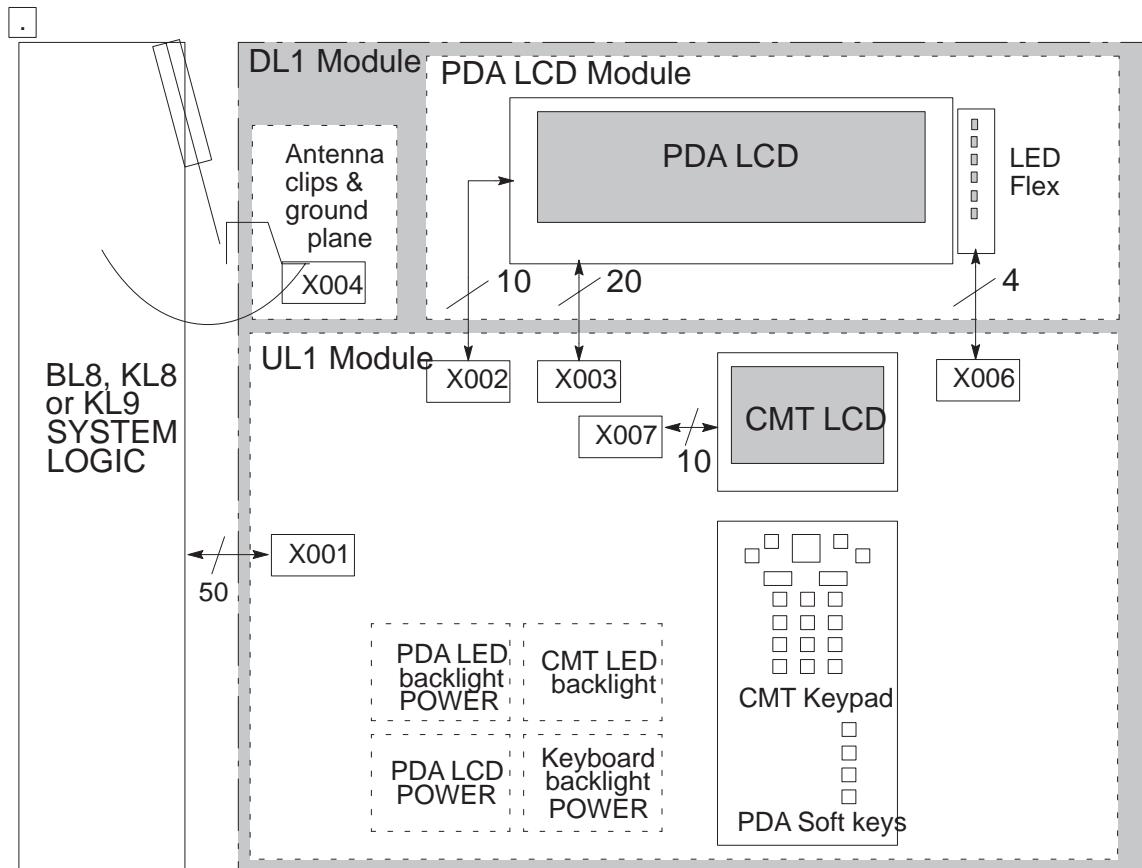 .
DL1 Module
PDA LCD Module
PDA LCD
LED
Flex
Antenna
clips &
ground
plane
X004
10
20
4
UL1 Module
X002
X003
X006
BL8, KL8
or KL9
SYSTEM
LOGIC
X007
10
CMT LCD
X001
50
PDA LED
backlight
POWER
CMT LED
backlight
CMT Keypad
PDA LCD
POWER
Keyboard
backlight
POWER
PDA Soft keys